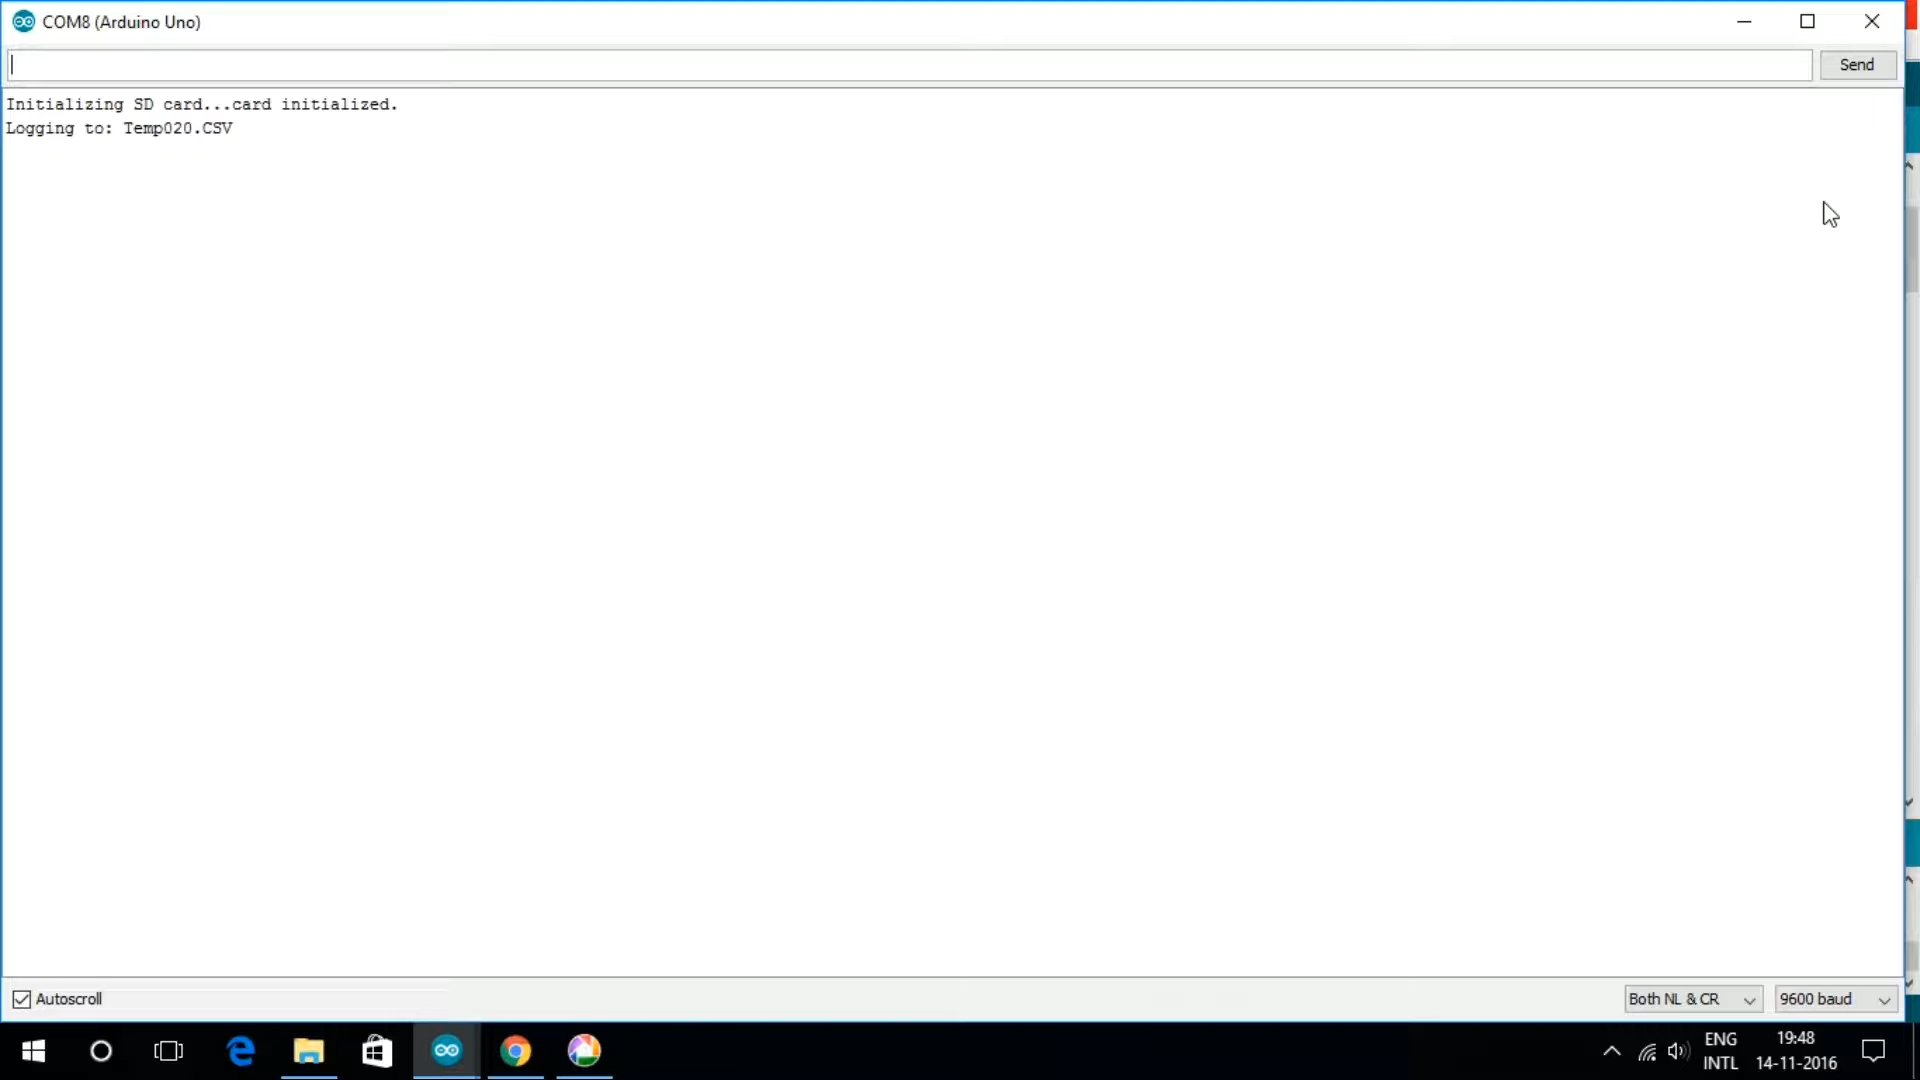 COM8 (Arduino Uno)
Send
Initializing SD card...card initialized.
Logging to: Temp020.CSV
Autoscroll
Both NL & CR
9600 baud
ENG
INTL
19:48
14-11-2016